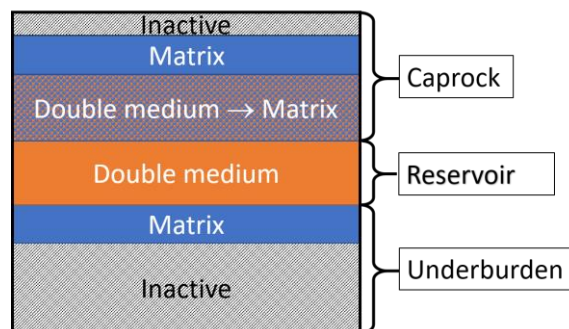 Inactive
Matrix
Double medium → Matrix
Caprock
Double medium
Reservoir
Matrix
Underburden
Inactive